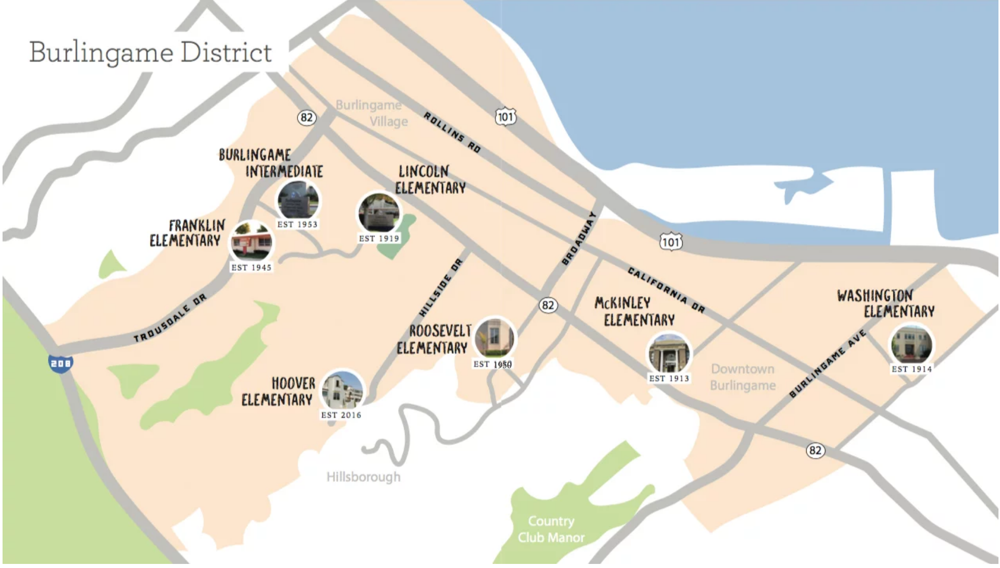 Burlingame District
Burlingame
Village
82
101
ROLLINS RD
BURLINGAME
INTERMEDIATE
EST 1953
LINCOLN
ELEMENTARY
EST 1919
FRANKLIN
ELEMENTARY
EST 1945
BROADWAY
101
HILLSIDE DR
CALIFORNIA DR
TROUSDALE DR
82
McKINLEY
ELEMENTARY
EST 1913
WASHINGTON
ELEMENTARY
EST 1914
ROOSEVELT
ELEMENTARY
EST 1950
208
BURLINGAME AVE
Downtown
Burlingame
HOOVER
ELEMENTARY
EST 2016
82
Hillsborough
Country
Club Manor